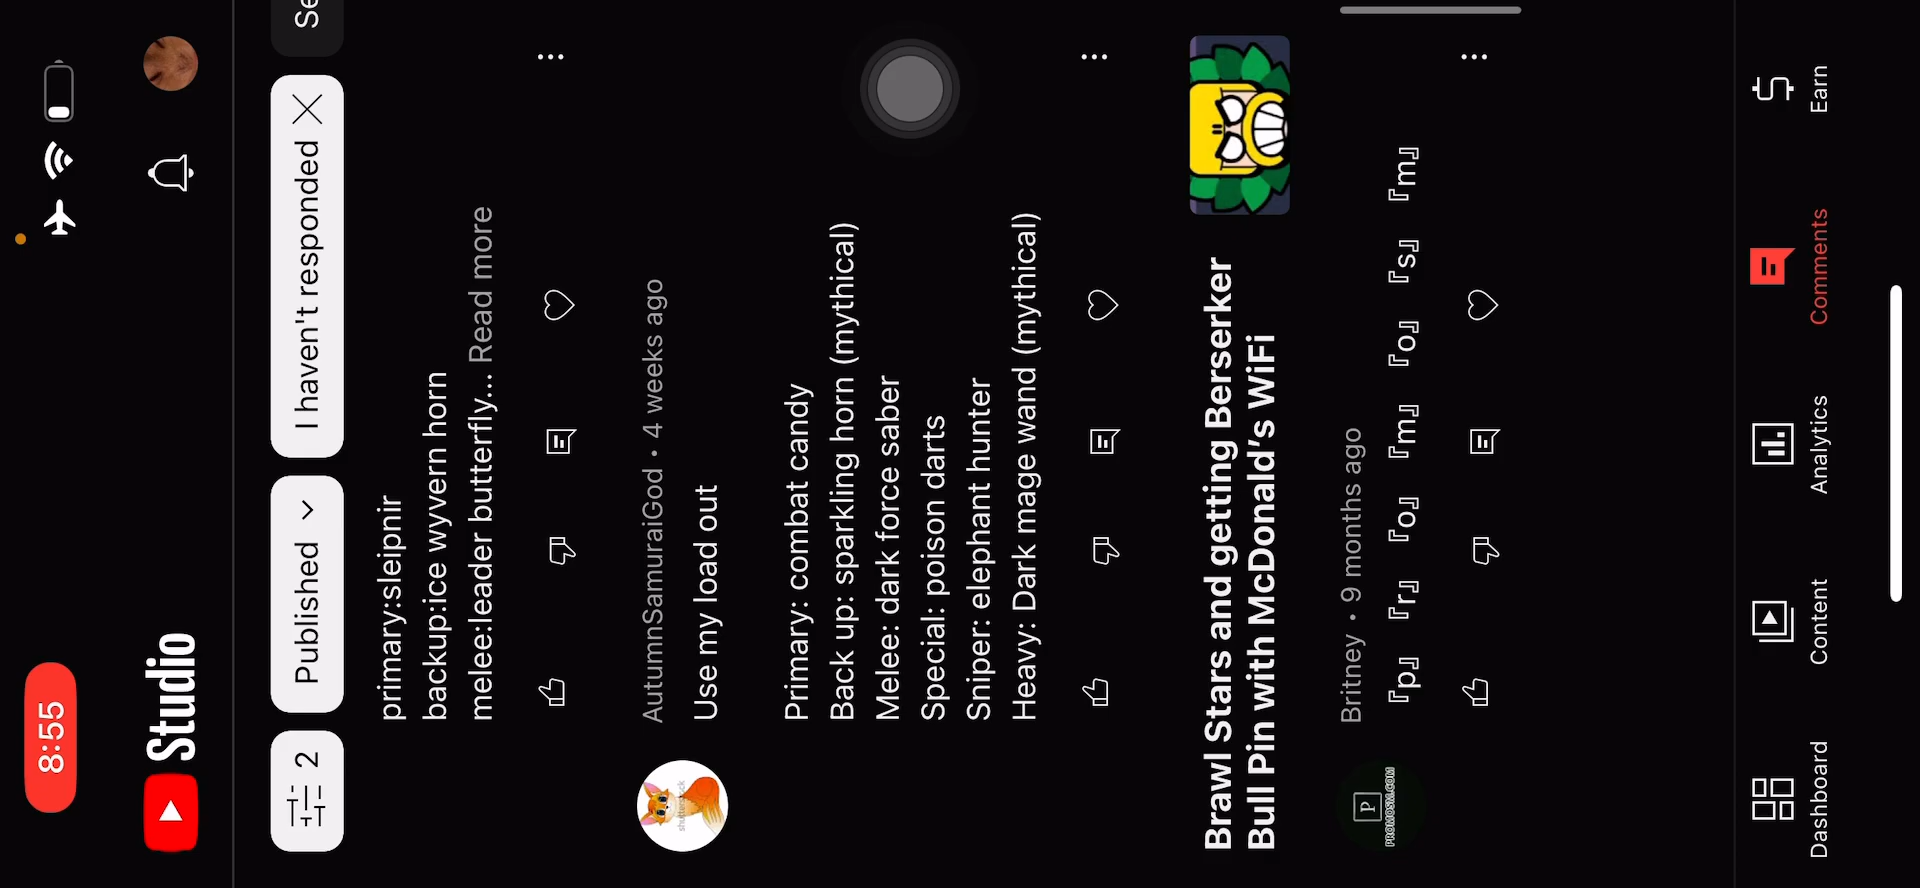 8:55
Studio
2
Published
I haven't responded
Se
primary:sleipnir
backup:ice wyvern horn
melee:leader butterfly... Read more
AutumnSamuraiGod • 4 weeks ago
Use my load out
Primary: combat candy
Back up: sparkling horn (mythical)
Melee: dark force saber
Special: poison darts
Sniper: elephant hunter
Heavy: Dark mage wand (mythical)
shutterstock
Brawl Stars and getting Berserker
Bull Pin with McDonald's WiFi
Britney • 9 months ago
『p』 『r』 『o』 『m』 『o』 『s』 『m』
P
PROMOSM.COM
Dashboard
Content
Analytics
Comments
Earn